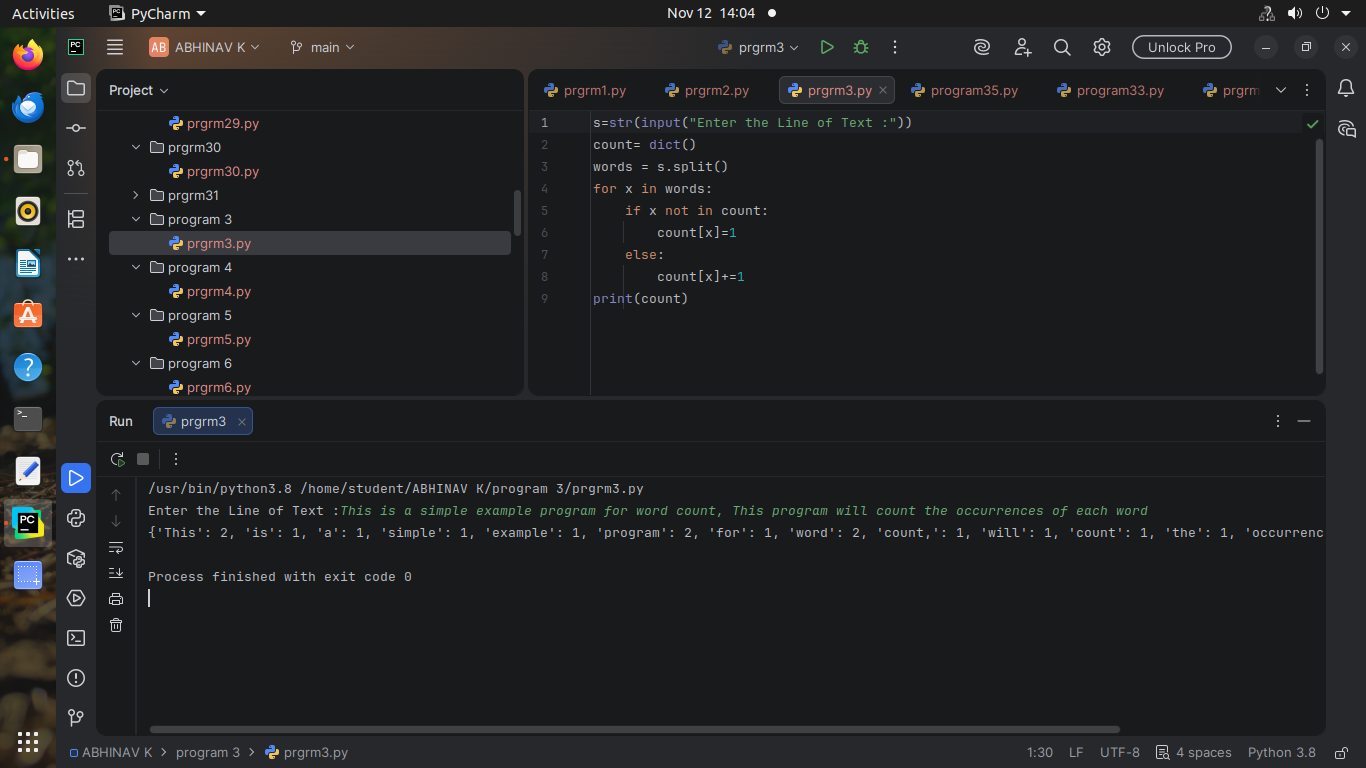 Activities PyCharm Nov 12 14:04
PC AB ABHINAV K main prgrm3 Unlock Pro
Project
prgrm29.py
prgrm30
prgrm30.py
prgrm31
program 3
prgrm3.py
program 4
prgrm4.py
program 5
prgrm5.py
program 6
prgrm6.py
prgrm1.py prgrm2.py prgrm3.py program35.py program33.py prgrm
1 s=str(input("Enter the Line of Text :"))
2 count= dict()
3 words = s.split()
4 for x in words:
5 if x not in count:
6 count[x]=1
7 else:
8 count[x]+=1
9 print(count)
Run prgrm3
/usr/bin/python3.8 /home/student/ABHINAV K/program 3/prgrm3.py
Enter the Line of Text :This is a simple example program for word count, This program will count the occurrences of each word
{'This': 2, 'is': 1, 'a': 1, 'simple': 1, 'example': 1, 'program': 2, 'for': 1, 'word': 2, 'count,': 1, 'will': 1, 'count': 1, 'the': 1, 'occurrenc
Process finished with exit code 0
PC
ABHINAV K > program 3 > prgrm3.py 1:30 LF UTF-8 4 spaces Python 3.8